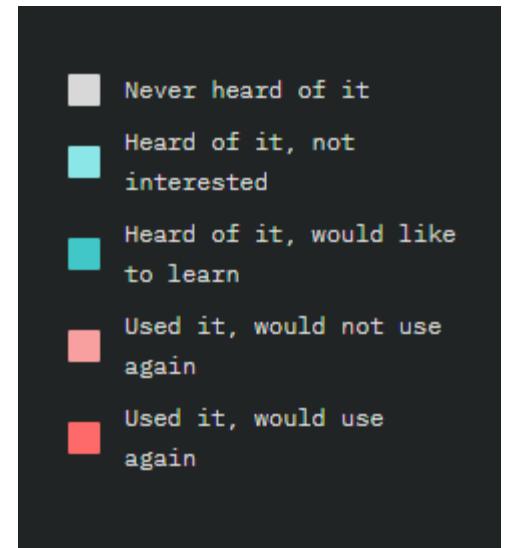 Never heard of it
Heard of it, not
interested
Heard of it, would like
to learn
Used it, would not use
again
Used it, would use
again